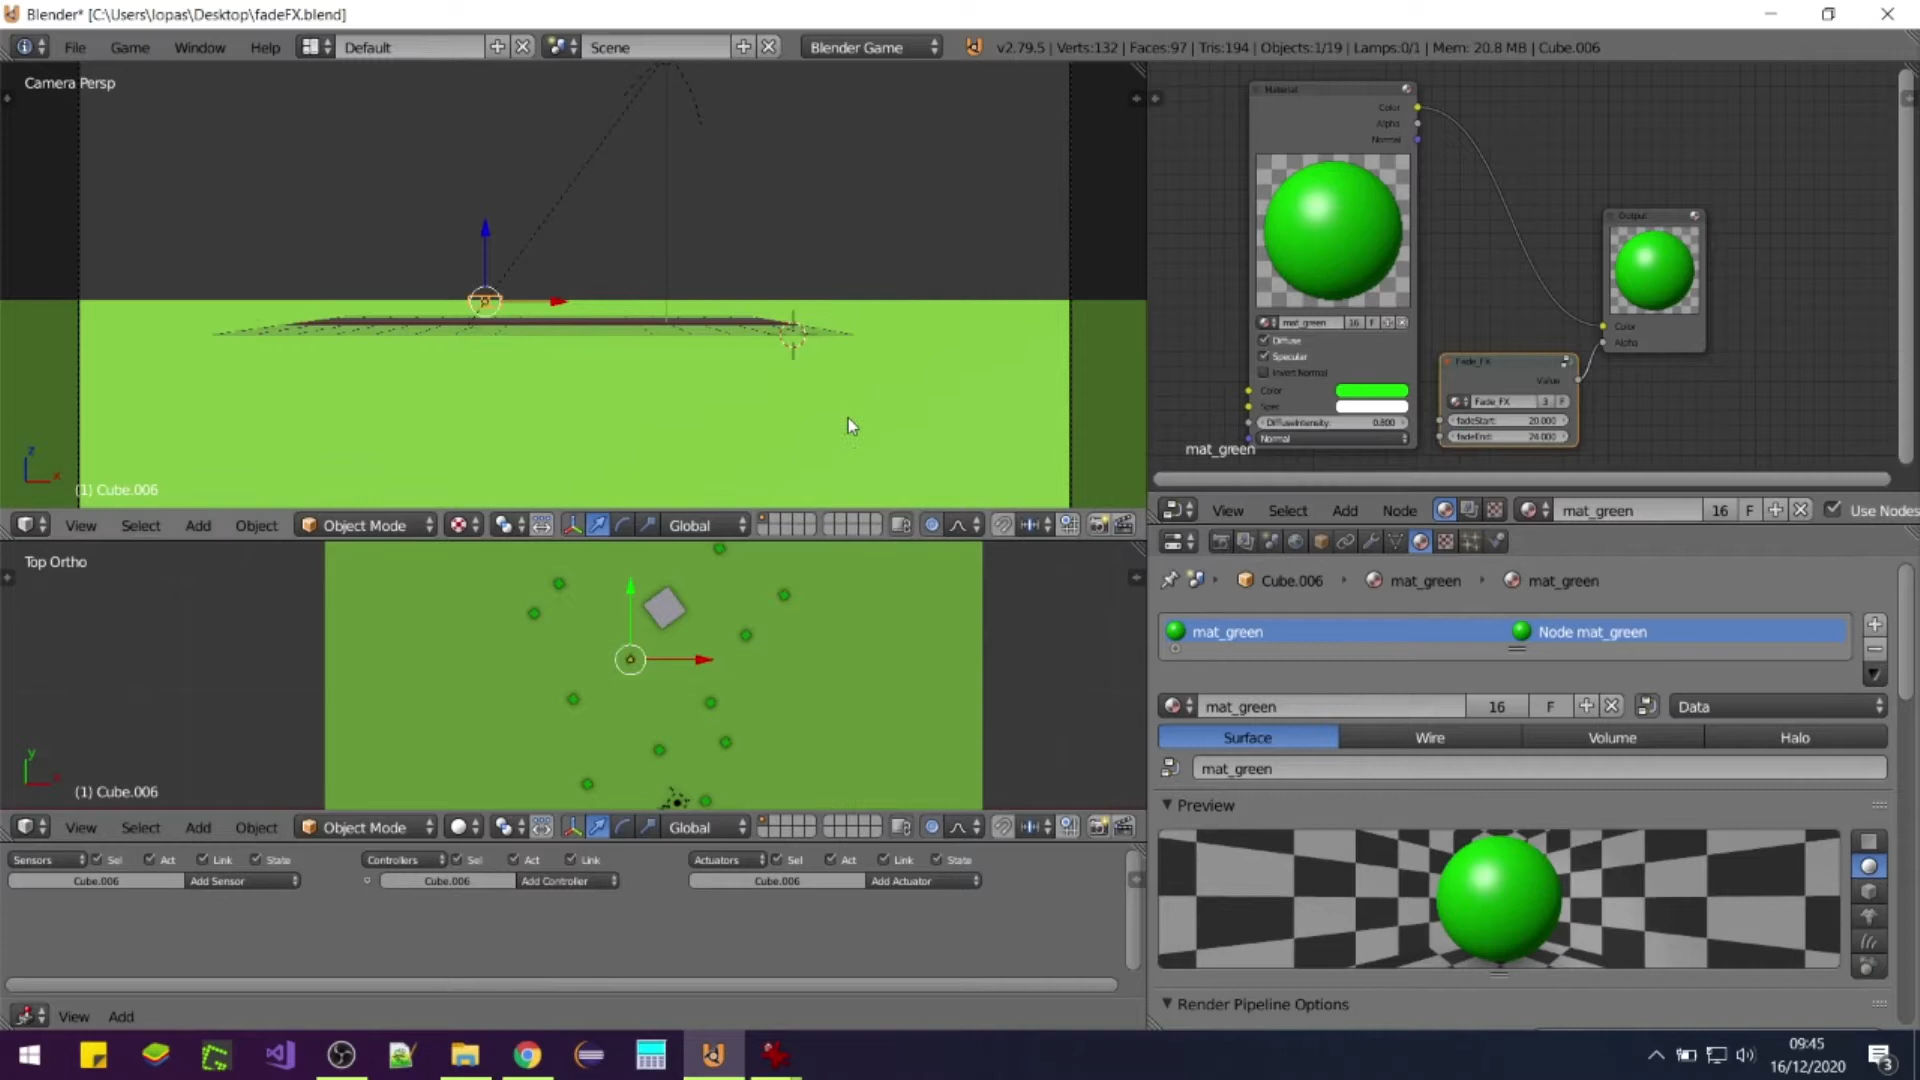 Blender* [C:\Users\lopas\Desktop\fadeFX.blend]
File Game Window Help Default Scene Blender Game v2.79.5 | Verts:132 | Faces:97 | Tris:194 | Objects:1/19 | Lamps:0/1 | Mem: 20.8 MB | Cube.006
Camera Persp
z
x
(1) Cube.006
View Select Add Object Object Mode Global
Top Ortho
y
(1) Cube.006
View Select Add Object Object Mode Global
Sensors Sel Act Link State Controllers Sel Act Link Actuators Sel Act Link State
Cube.006 Add Sensor Cube.006 Add Controller Cube.006 Add Actuator
View Add
Material
Color
Alpha
Normal
mat_green 16 F
Diffuse
Specular
Invert Normal
Color
Spec
DiffuseIntensity: 0.800
Normal
mat_green
Output
Color
Alpha
Fade_FX
Value
Fade_FX 3 F
fadeStart: 20.000
fadeEnd: 24.000
View Select Add Node mat_green 16 F Use Nodes
Cube.006 mat_green mat_green
mat_green Node mat_green
mat_green 16 F Data
Surface Wire Volume Halo
mat_green
Preview
Render Pipeline Options
09:45
16/12/2020
3